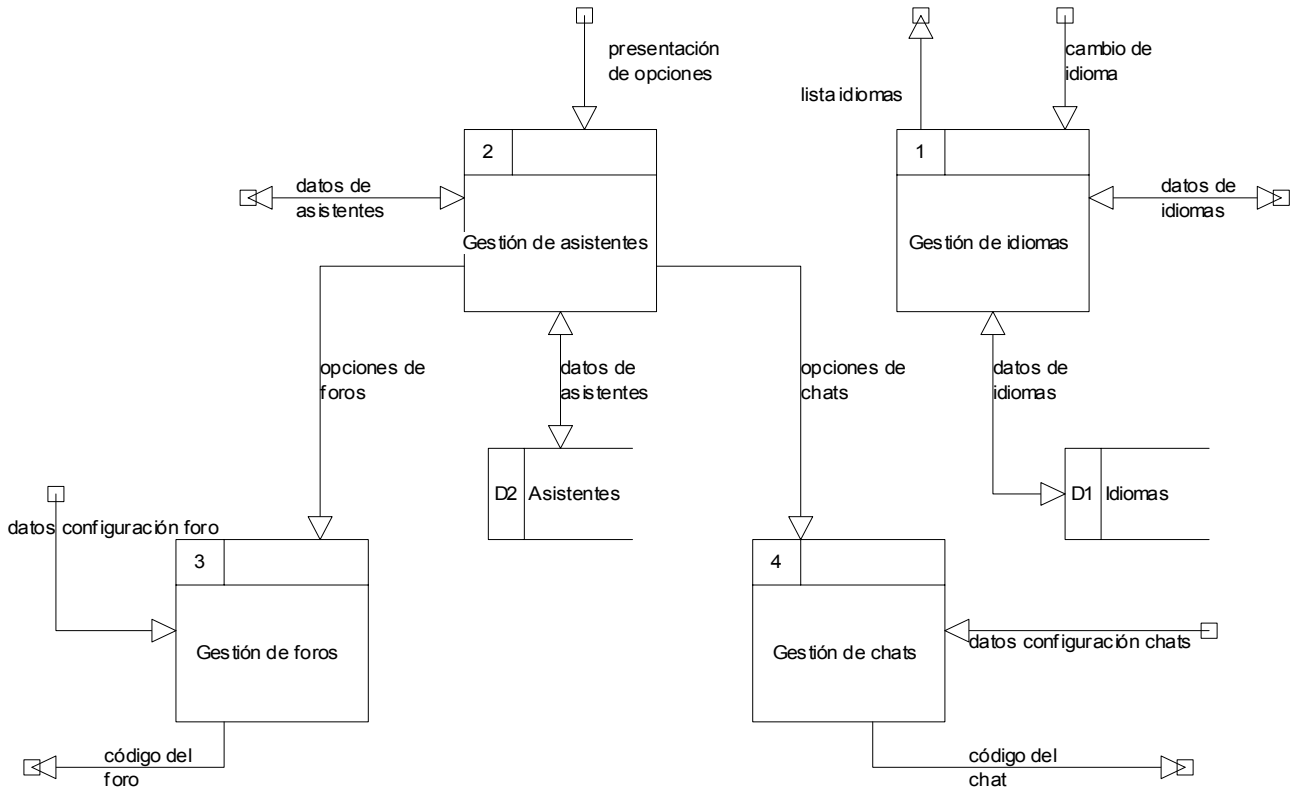 presentación
de opciones
cambio de
idioma
lista idiomas
2
1
datos de
asistentes
datos de
idiomas
Gestión de asistentes
Gestión de idiomas
opciones de
foros
datos de
asistentes
opciones de
chats
datos de
idiomas
D2 Asistentes
D1 Idiomas
datos configuración foro
3
4
Gestión de foros
Gestión de chats
datos configuración chats
código del
foro
código del
chat